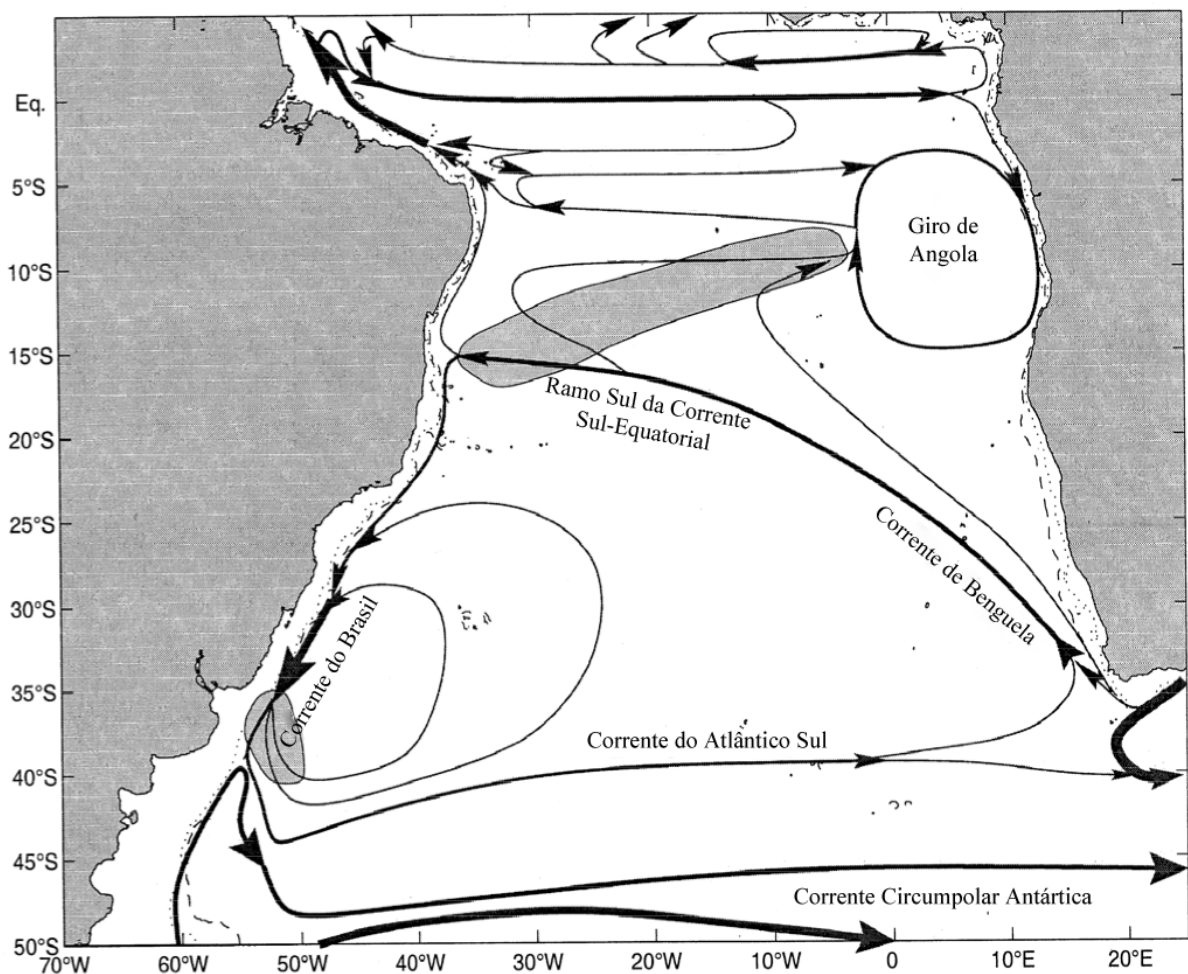 Eq.
5°S
10°S
15°S
20°S
25°S
30°S
35°S
40°S
45°S
50°S
Giro de
Angola
Ramo Sul da Corrente
Sul-Equatorial
Corrente de Benguela
Corrente do Brasil
Corrente do Atlântico Sul
Corrente Circumpolar Antártica
70°W
60°W
50°W
40°W
30°W
20°W
10°W
0
10°E
20°E